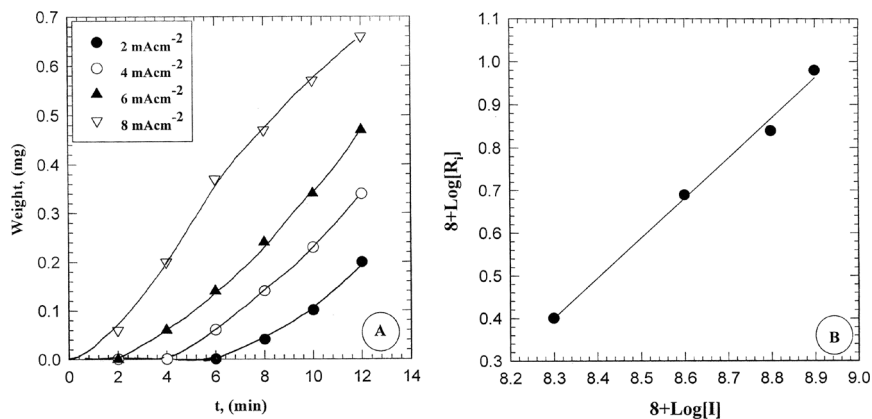 0.7
0.6
0.5
0.4
0.3
0.2
0.1
0.0
Weight, (mg)
2 mAcm⁻²
4 mAcm⁻²
6 mAcm⁻²
8 mAcm⁻²
A
0 2 4 6 8 10 12 14
t, (min)
1.1
1.0
0.9
0.8
0.7
0.6
0.5
0.4
0.3
8+Log[Rᵢ]
B
8.2 8.3 8.4 8.5 8.6 8.7 8.8 8.9 9.0
8+Log[I]